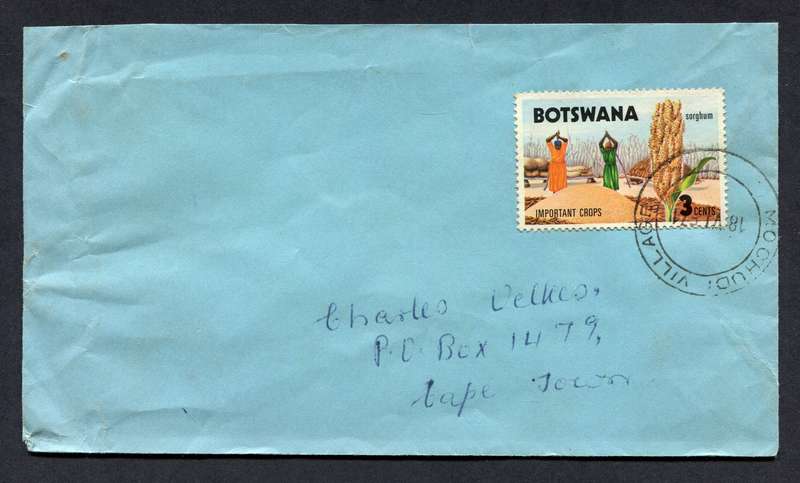 BOTSWANA
sorghum
IMPORTANT CROPS
3 CENTS
MOCHUDI VILLAGE
Charles Velkes,
P.O. Box 1479,
Cape Town